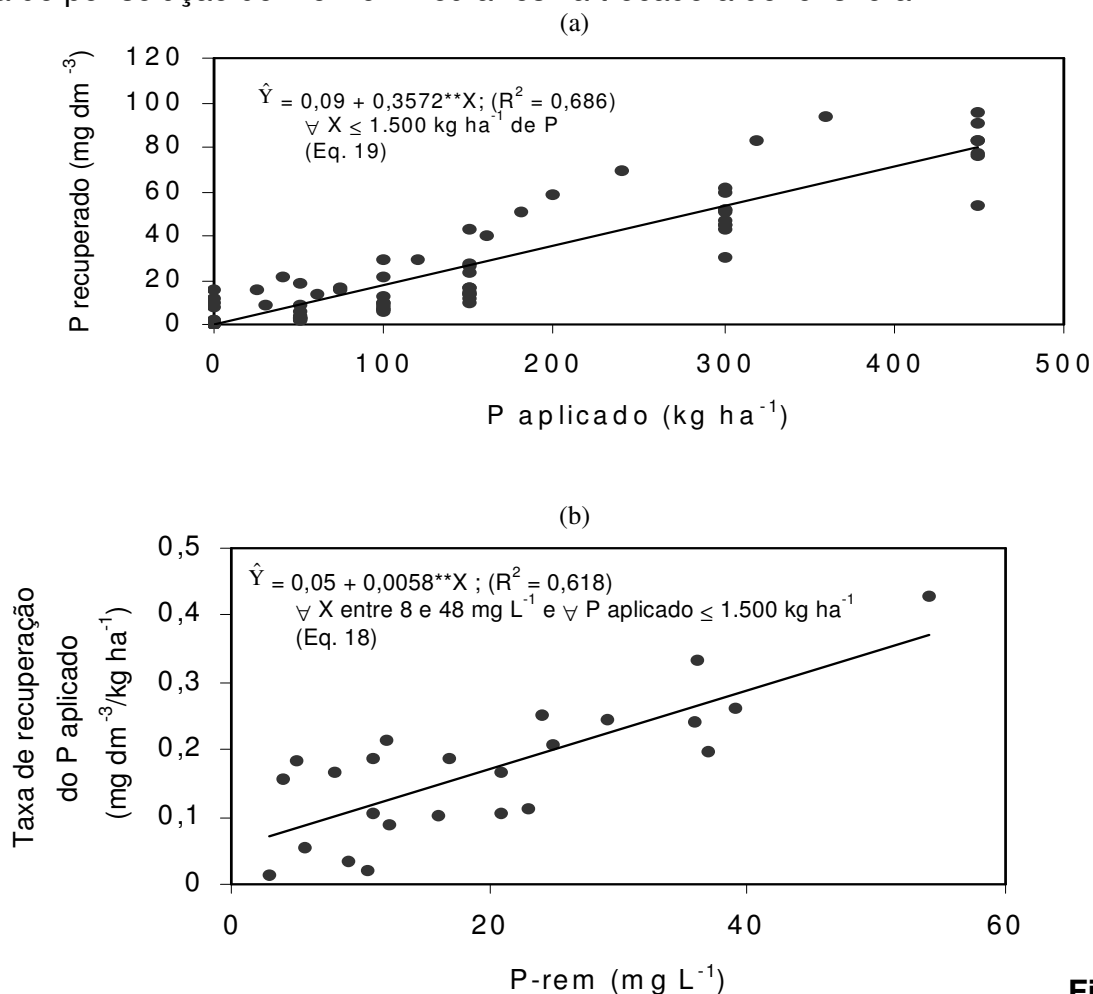 (a)
P recuperado (mg dm⁻³)
120
100
80
60
40
20
0
Ŷ = 0,09 + 0,3572**X; (R² = 0,686)
∀ X ≤ 1.500 kg ha⁻¹ de P
(Eq. 19)
0 100 200 300 400 500
P aplicado (kg ha⁻¹)
(b)
Taxa de recuperação
do P aplicado
(mg dm⁻³/kg ha⁻¹)
0,5
0,4
0,3
0,2
0,1
0
Ŷ = 0,05 + 0,0058**X ; (R² = 0,618)
∀ X entre 8 e 48 mg L⁻¹ e ∀ P aplicado ≤ 1.500 kg ha⁻¹
(Eq. 18)
0 20 40 60
P-rem (mg L⁻¹)
Fi